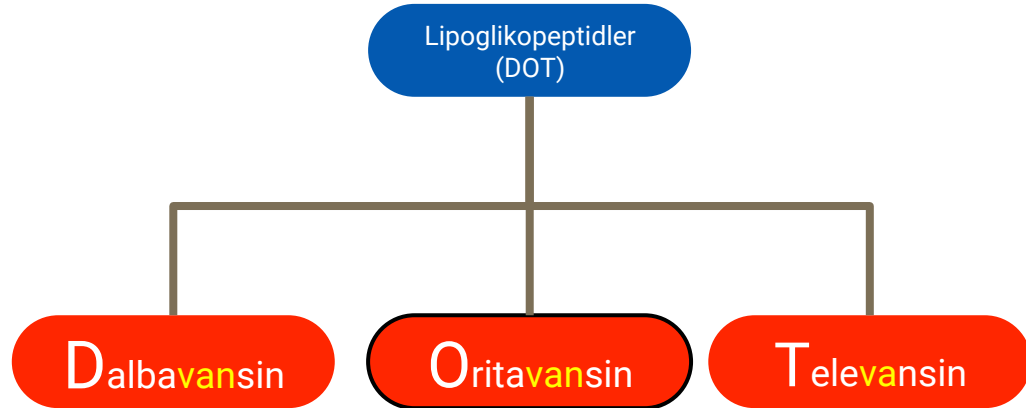 Lipoglikopeptidler
(DOT)
Dalbavansin
Oritavansin
Televansin